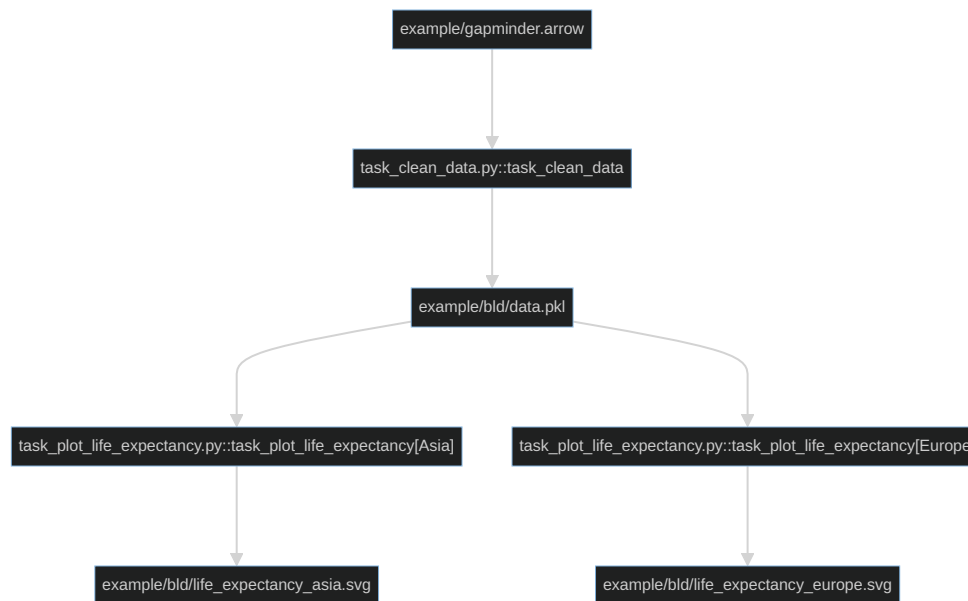 example/gapminder.arrow
task_clean_data.py::task_clean_data
example/bld/data.pkl
task_plot_life_expectancy.py::task_plot_life_expectancy[Asia]
task_plot_life_expectancy.py::task_plot_life_expectancy[Europe
example/bld/life_expectancy_asia.svg
example/bld/life_expectancy_europe.svg